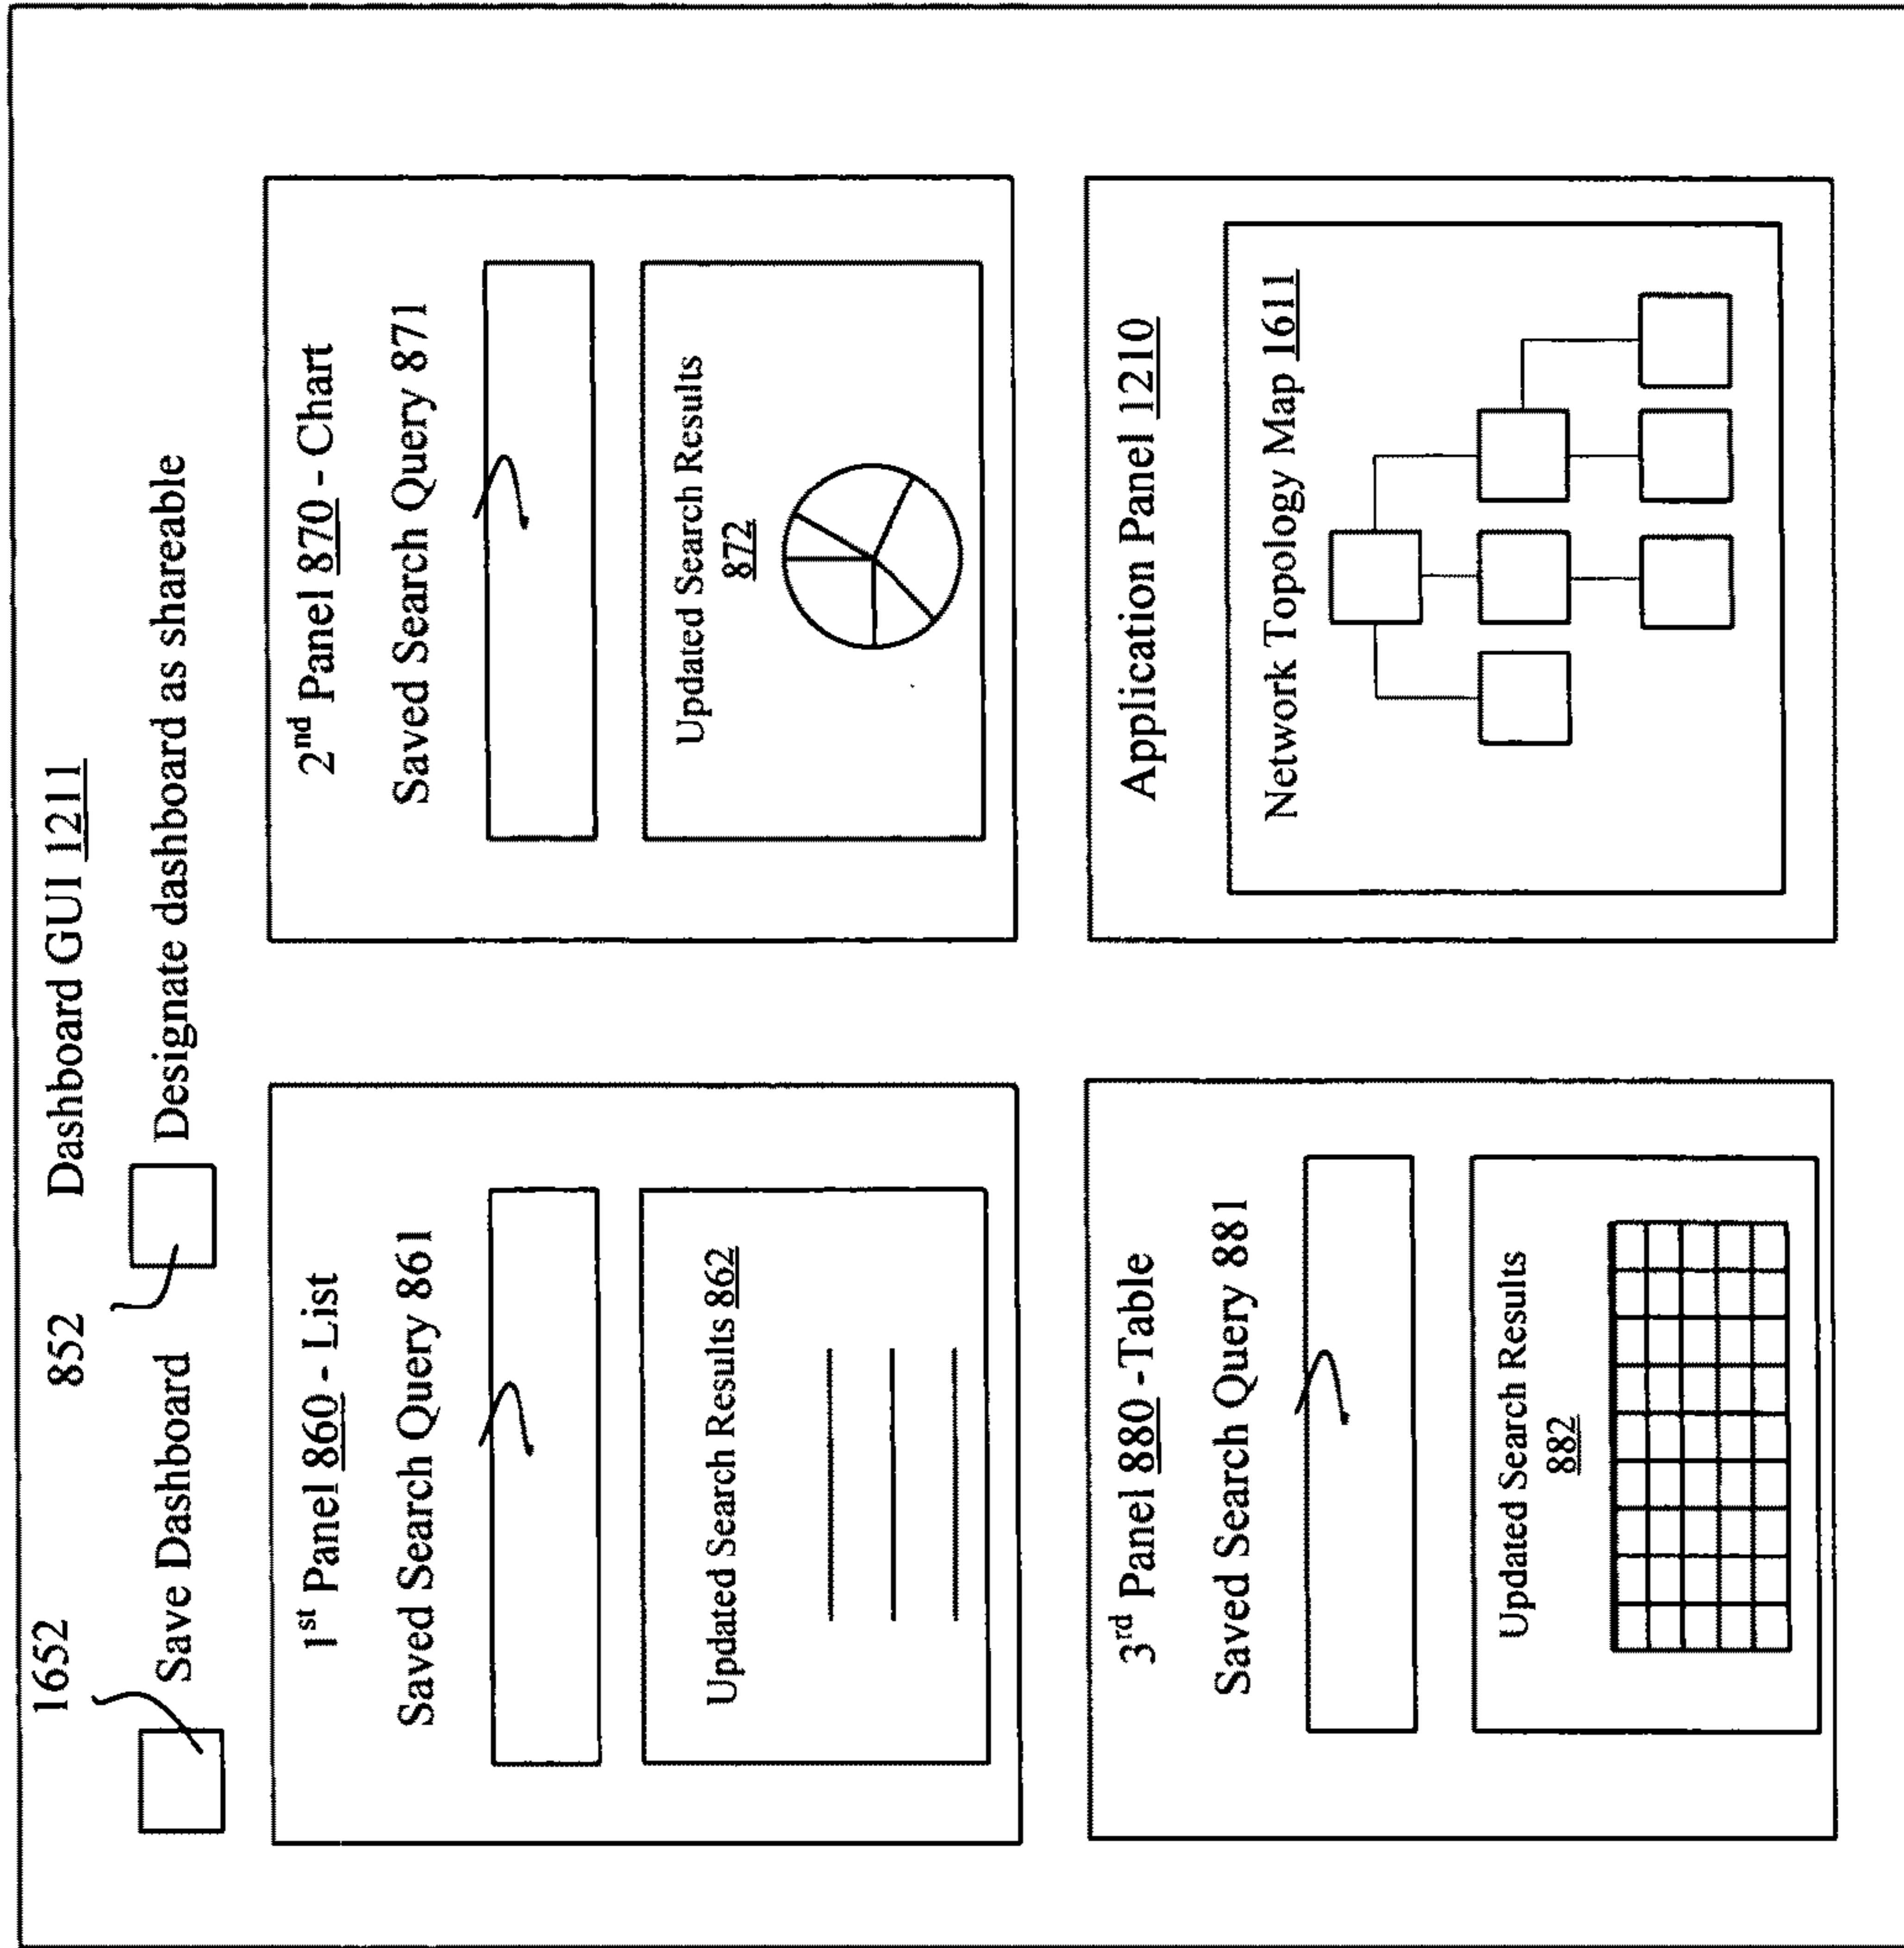 1652
852
Dashboard GUI 1211
Save Dashboard
Designate dashboard as shareable
1st Panel 860 - List
Saved Search Query 861
Updated Search Results 862
2nd Panel 870 - Chart
Saved Search Query 871
Updated Search Results
872
3rd Panel 880 -Table
Saved Search Query 881
Updated Search Results
882
Application Panel 1210
Network Topology Map 1611